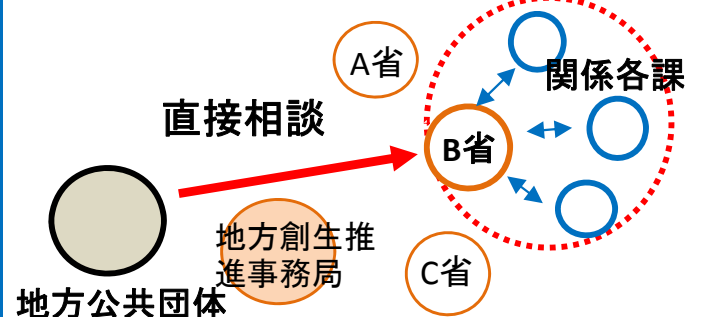 A省
関係各課
直接相談
B省
地方創生推
進事務局
C省
地方公共団体